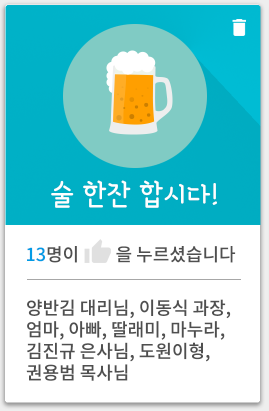 술 한잔 합시다!
13명이 을 누르셨습니다
양반김 대리님, 이동식 과장,
엄마, 아빠, 딸래미, 마누라,
김진규 은사님, 도원이형,
권용범 목사님